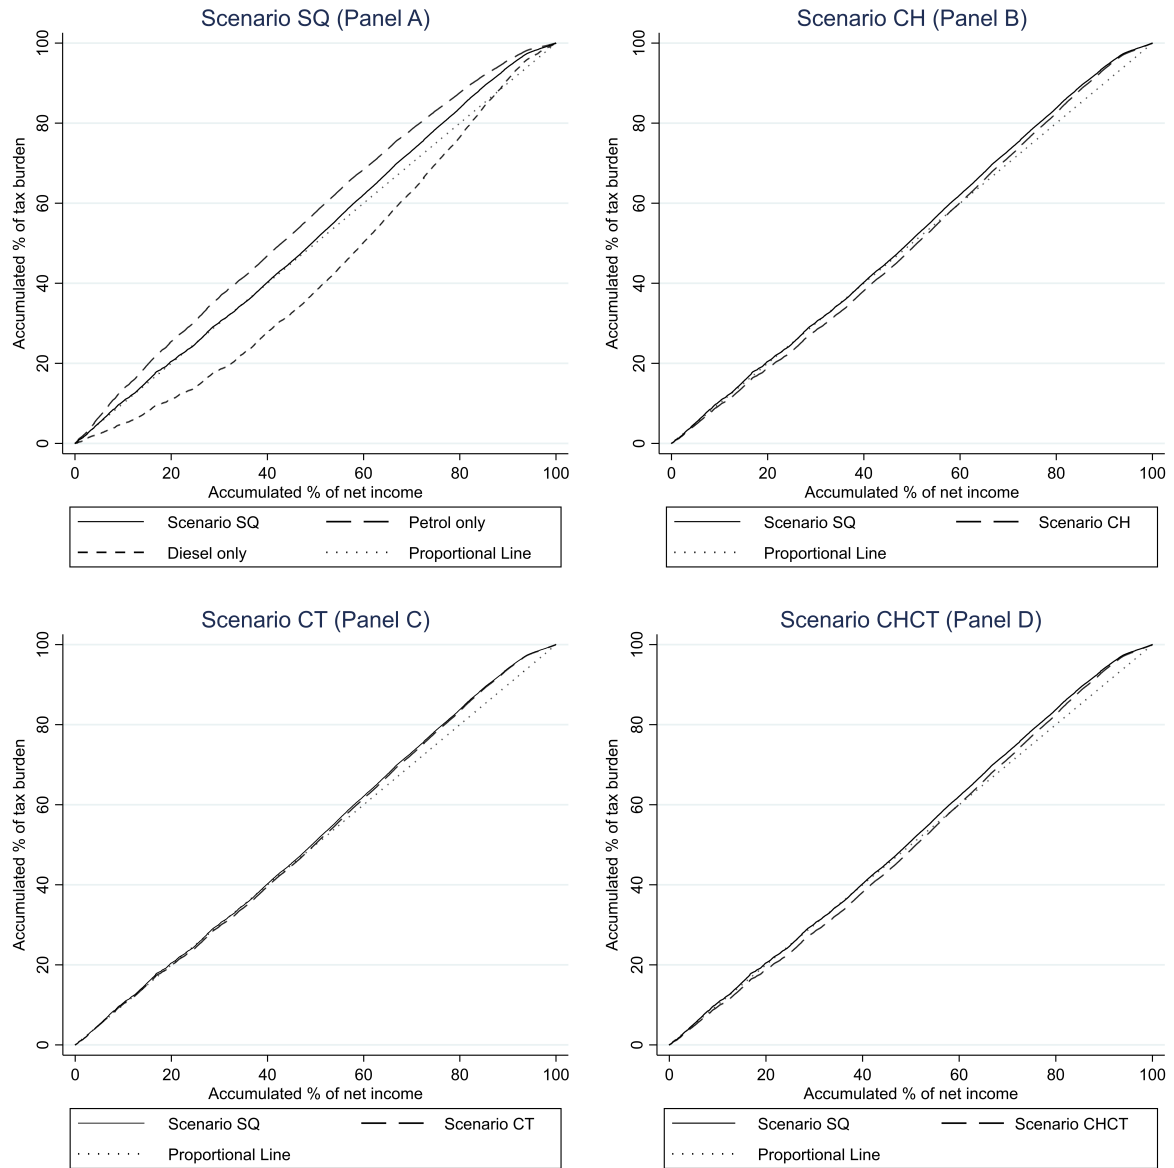 Scenario SQ (Panel A)
Accumulated % of tax burden
100
80
60
40
20
0
0 20 40 60 80 100
Accumulated % of net income
Scenario SQ Petrol only
Diesel only Proportional Line
Scenario CH (Panel B)
Accumulated % of tax burden
100
80
60
40
20
0
0 20 40 60 80 100
Accumulated % of net income
Scenario SQ Scenario CH
Proportional Line
Scenario CT (Panel C)
Accumulated % of tax burden
100
80
60
40
20
0
0 20 40 60 80 100
Accumulated % of net income
Scenario SQ Scenario CT
Proportional Line
Scenario CHCT (Panel D)
Accumulated % of tax burden
100
80
60
40
20
0
0 20 40 60 80 100
Accumulated % of net income
Scenario SQ Scenario CHCT
Proportional Line